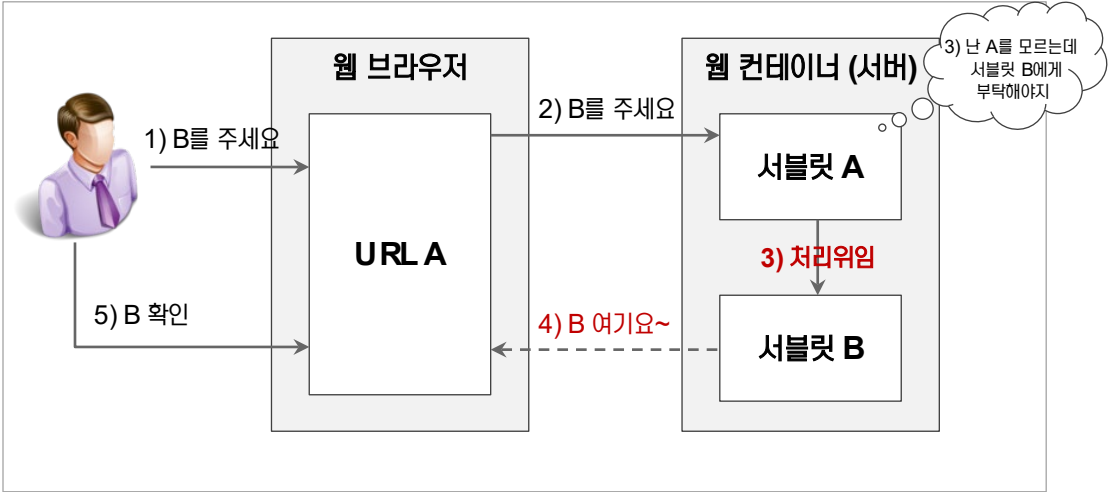 웹 브라우저
웹 컨테이너 (서버)
3) 난 A를 모르는데
서블릿 B에게
부탁해야지
1) B를 주세요
2) B를 주세요
서블릿 A
URL A
3) 처리위임
5) B 확인
4) B 여기요~
서블릿 B